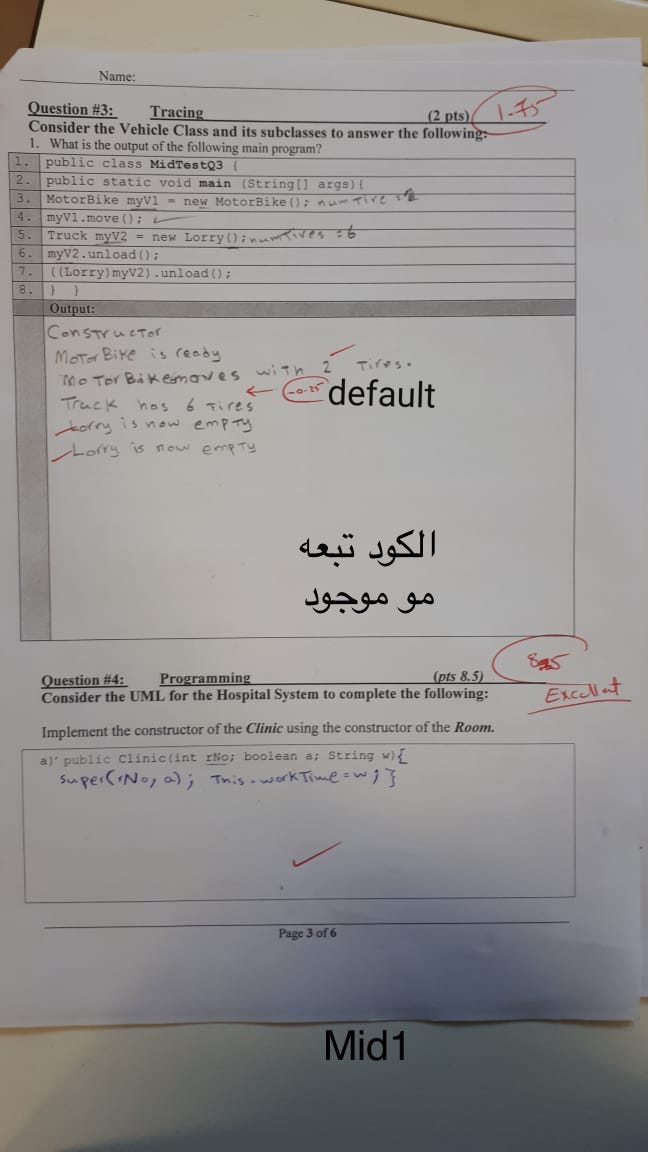 Name:
Question #3: Tracing (2 pts) 1.75
Consider the Vehicle Class and its subclasses to answer the following:
1. What is the output of the following main program?
1. public class MidTestQ3 {
2. public static void main (String[] args){
3. MotorBike myV1 = new MotorBike(); numTire = 2
4. myV1.move();
5. Truck myV2 = new Lorry(); numTires = 6
6. myV2.unload();
7. ((Lorry)myV2).unload();
8. } }
Output:
Constructor
MotorBike is ready
MotorBike moves with 2 Tires.
Truck has 6 Tires -0.25 default
Lorry is now empty
Lorry is now empty
الكود تبعه
مو موجود
Question #4: Programming (pts 8.5) 8.5
Consider the UML for the Hospital System to complete the following: Excellent
Implement the constructor of the Clinic using the constructor of the Room.
a) public Clinic(int rNo; boolean a; String w){
super(rNo, a); This.workTime = w; }
Page 3 of 6
Mid1